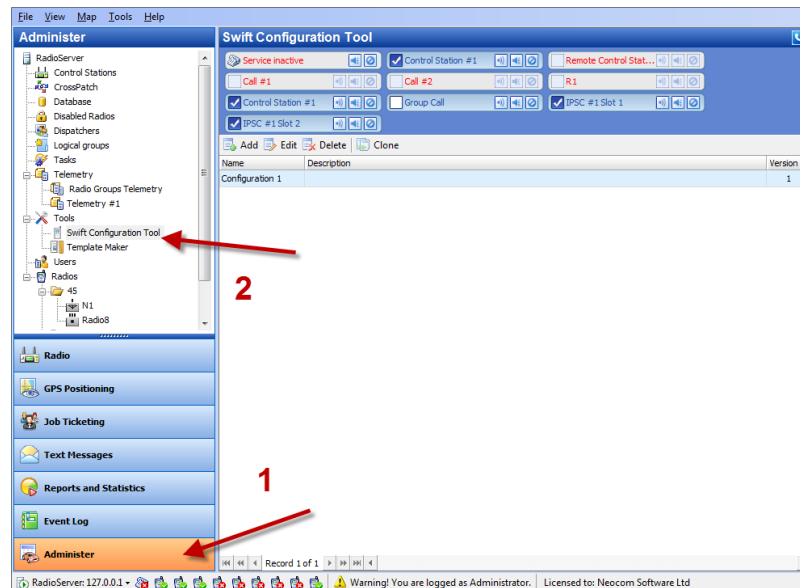 File View Map Tools Help
Administer
Swift Configuration Tool
RadioServer
Control Stations
CrossPatch
Database
Disabled Radios
Dispatchers
Logical groups
Tasks
Telemetry
Radio Groups Telemetry
Telemetry #1
Tools
Swift Configuration Tool
Template Maker
Users
Radios
45
N1
Radio8
Service inactive Control Station #1 Remote Control Stat...
Call #1 Call #2 R1
Control Station #1 Group Call IPSC #1 Slot 1
IPSC #1 Slot 2
Add Edit Delete Clone
Name Description Version
Configuration 1 1
2
1
Radio
GPS Positioning
Job Ticketing
Text Messages
Reports and Statistics
Event Log
Administer
Record 1 of 1
RadioServer: 127.0.0.1 Warning! You are logged as Administrator. Licensed to: Neocom Software Ltd